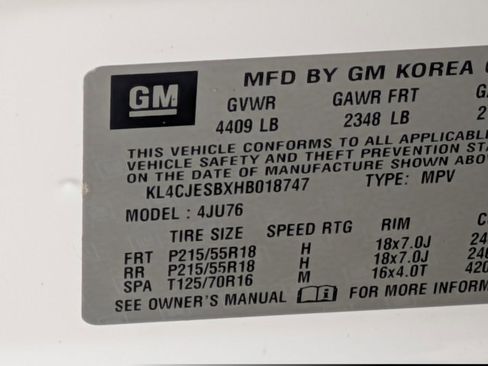 GM MFD BY GM KOREA
GVWR GAWR FRT
4409 LB 2348 LB
THIS VEHICLE CONFORMS TO ALL APPLICABLE
VEHICLE SAFETY AND THEFT PREVENTION
ON THE DATE OF MANUFACTURE SHOWN
KL4CJESBXHB018747 TYPE: MPV
MODEL : 4JU76
TIRE SIZE SPEED RTG RIM
FRT P215/55R18 H 18x7.0J
RR P215/55R18 H 18x7.0J
SPA T125/70R16 M 16x4.0T 420
SEE OWNER'S MANUAL FOR MORE